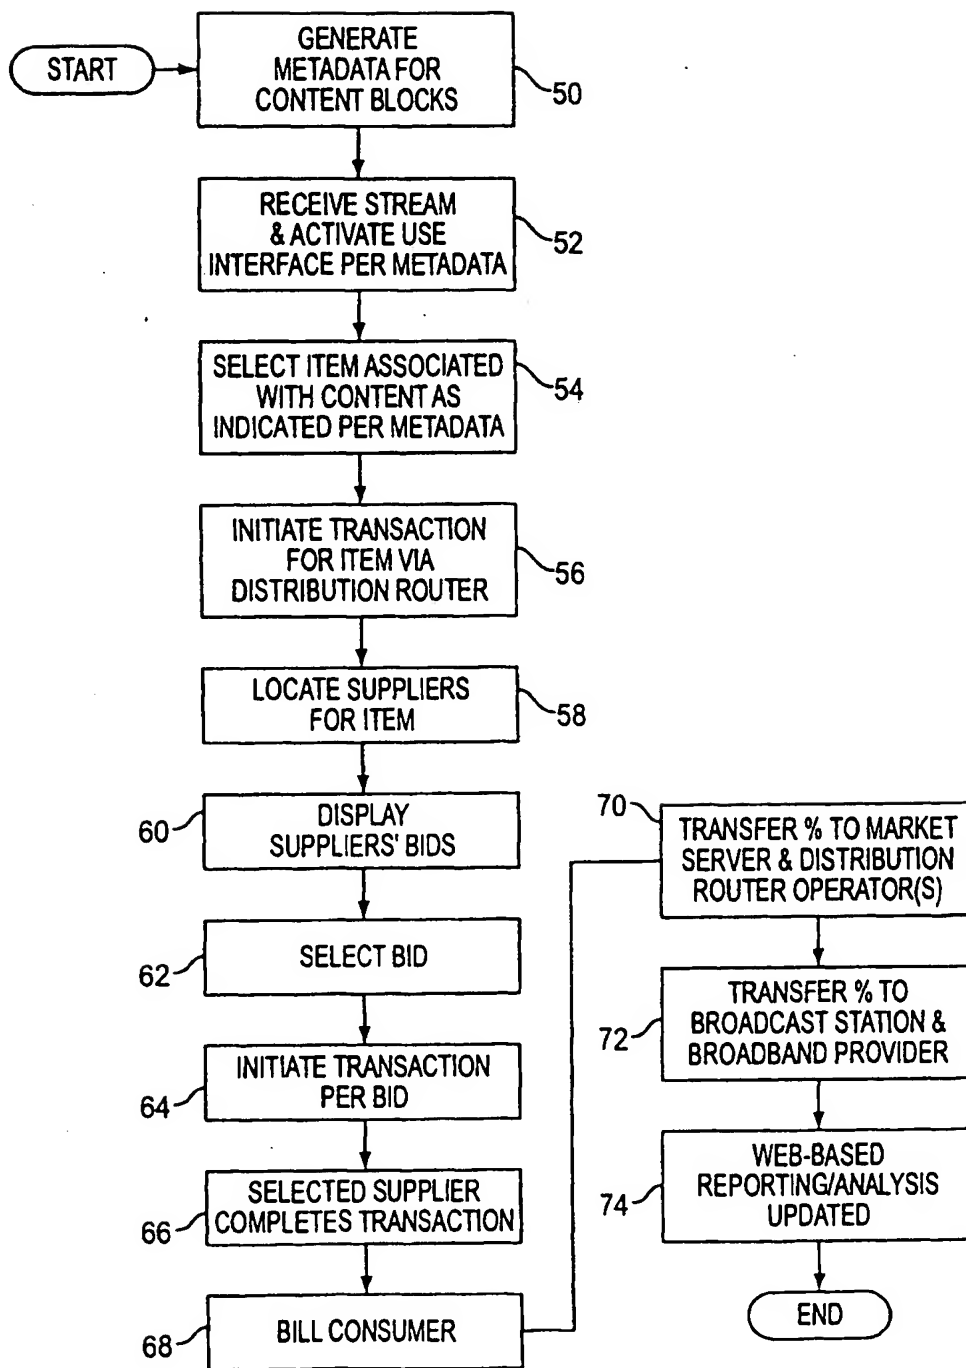 START
GENERATE
METADATA FOR
CONTENT BLOCKS
50
RECEIVE STREAM
& ACTIVATE USE
INTERFACE PER METADATA
52
SELECT ITEM ASSOCIATED
WITH CONTENT AS
INDICATED PER METADATA
54
INITIATE TRANSACTION
FOR ITEM VIA
DISTRIBUTION ROUTER
56
LOCATE SUPPLIERS
FOR ITEM
58
60
DISPLAY
SUPPLIERS' BIDS
62
SELECT BID
64
INITIATE TRANSACTION
PER BID
66
SELECTED SUPPLIER
COMPLETES TRANSACTION
68
BILL CONSUMER
70
TRANSFER % TO MARKET
SERVER & DISTRIBUTION
ROUTER OPERATOR(S)
72
TRANSFER % TO
BROADCAST STATION &
BROADBAND PROVIDER
74
WEB-BASED
REPORTING/ANALYSIS
UPDATED
END